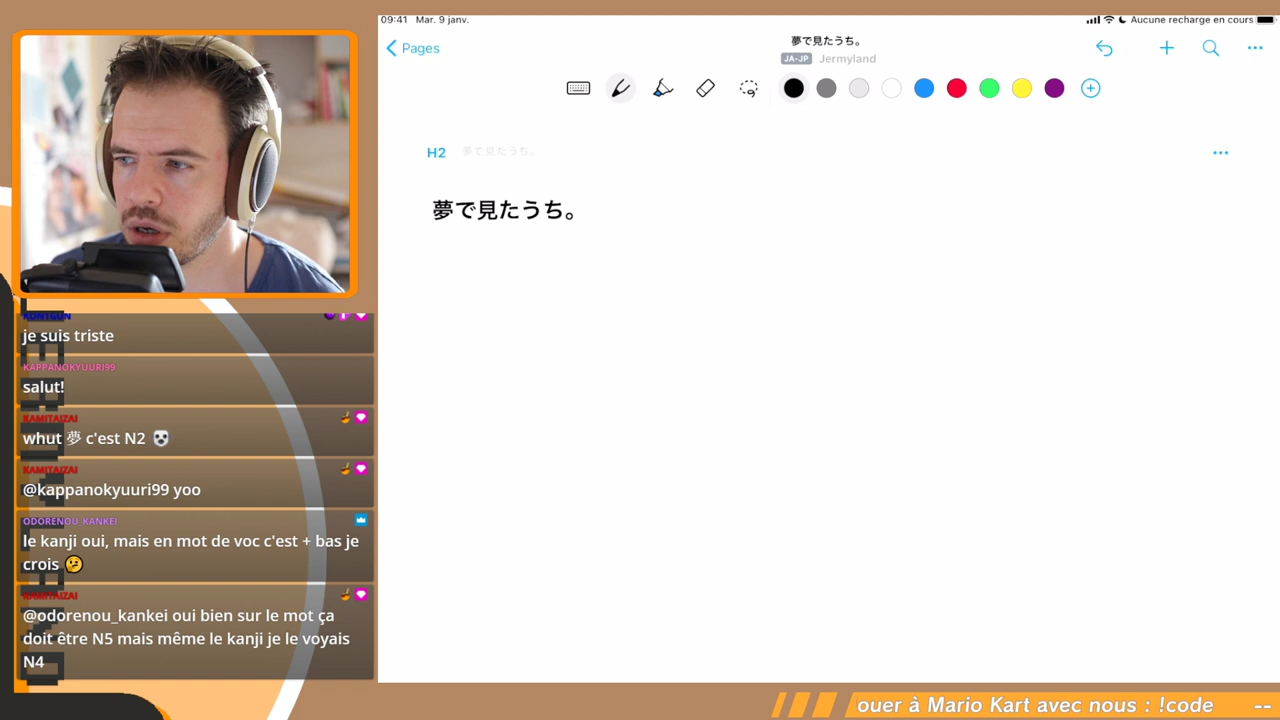 09:41 Mar. 9 janv.
Aucune recharge en cours
Pages
夢で見たうち。
JA-JP Jermyland
H2 夢で見たうち。
夢で見たうち。
KONTGUN
je suis triste
KAPPANOKYUURI99
salut!
KAMITAIZAI
whut 夢 c'est N2
KAMITAIZAI
@kappanokyuuri99 yoo
ODORENOU_KANKEI
le kanji oui, mais en mot de voc c'est + bas je
crois 🤔
KAMITAIZAI
@odorenou_kankei oui bien sur le mot ça
doit être N5 mais même le kanji je le voyais
N4
ouer à Mario Kart avec nous : !code --